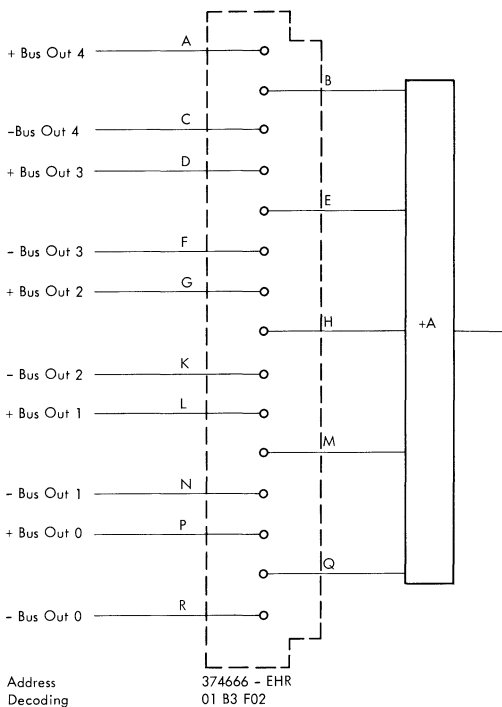 A
+ Bus Out 4
B
C
-Bus Out 4
D
+ Bus Out 3
E
F
- Bus Out 3
G
+ Bus Out 2
H
+A
K
- Bus Out 2
L
+ Bus Out 1
M
N
- Bus Out 1
P
+ Bus Out 0
Q
R
- Bus Out 0
Address 374666 - EHR
Decoding 01 B3 F02